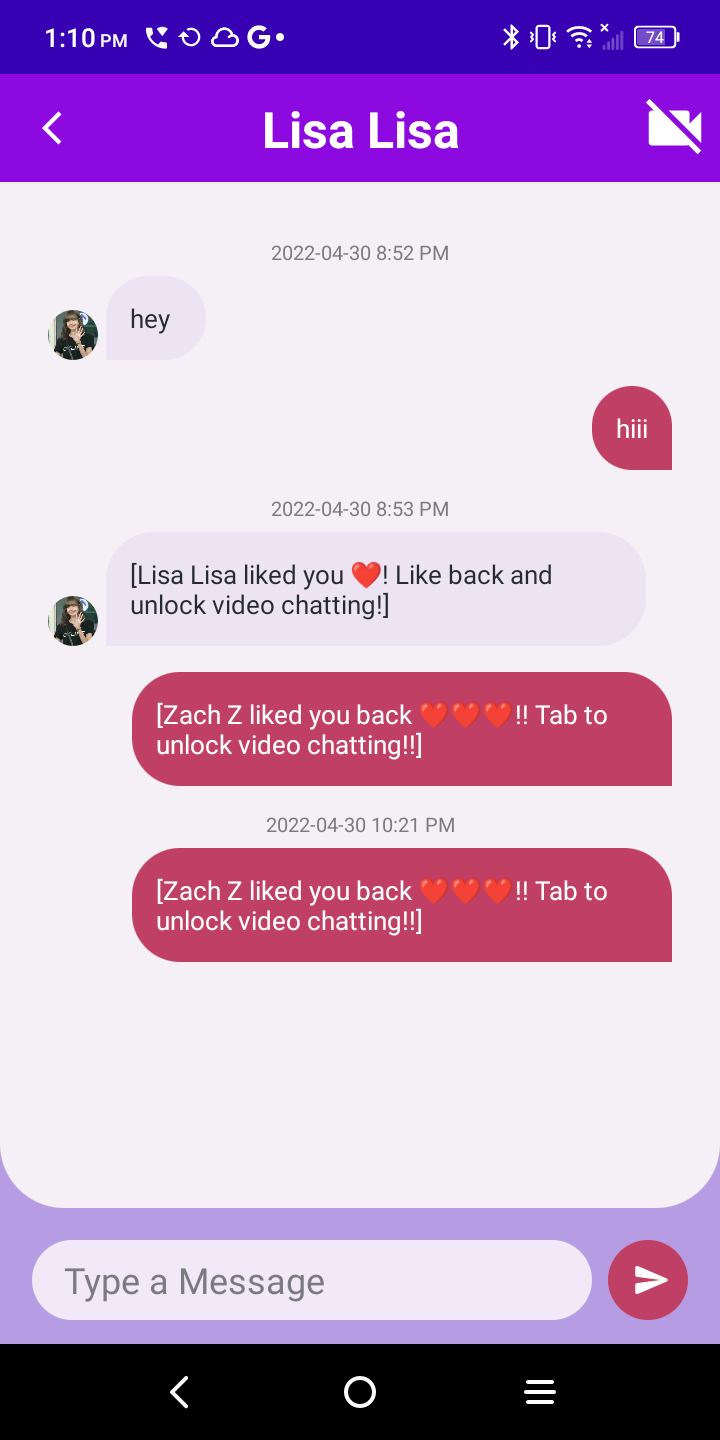 1:10 PM
74
Lisa Lisa
2022-04-30 8:52 PM
hey
hiii
2022-04-30 8:53 PM
[Lisa Lisa liked you ❤️! Like back and
unlock video chatting!]
[Zach Z liked you back ❤️❤️❤️!! Tab to
unlock video chatting!!]
2022-04-30 10:21 PM
[Zach Z liked you back ❤️❤️❤️!! Tab to
unlock video chatting!!]
Type a Message